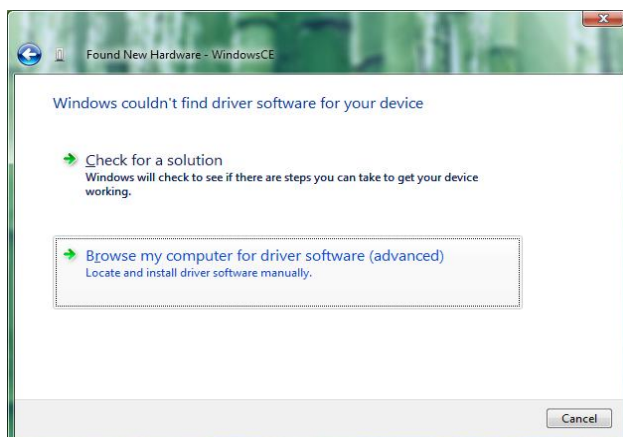 Found New Hardware - WindowsCE
Windows couldn't find driver software for your device
Check for a solution
Windows will check to see if there are steps you can take to get your device
working.
Browse my computer for driver software (advanced)
Locate and install driver software manually.
Cancel